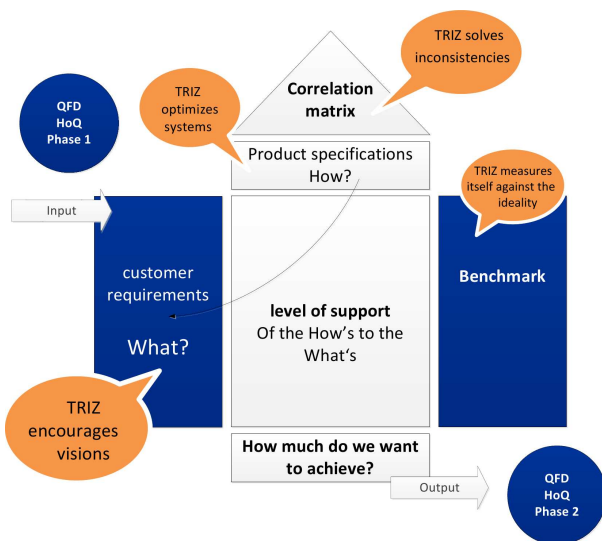 TRIZ solves
inconsistencies
QFD
HoQ
Phase 1
TRIZ
optimizes
systems
Correlation
matrix
Product specifications
How?
TRIZ measures
itself against the
ideality
Input
customer
requirements
What?
level of support
Of the How's to the
What‘s
Benchmark
TRIZ
encourages
visions
How much do we want
to achieve?
Output
QFD
HoQ
Phase 2